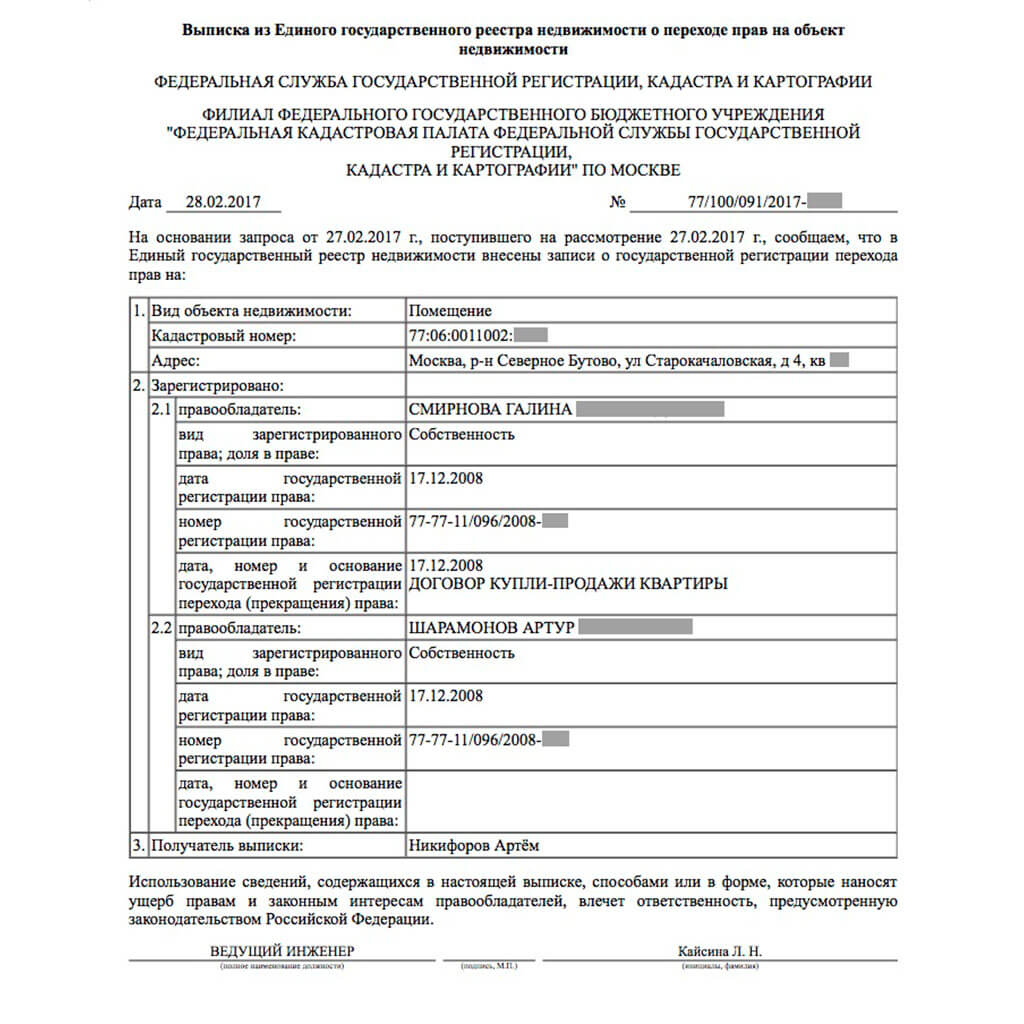 Выписка из Единого государственного реестра недвижимости о переходе прав на объект
недвижимости
ФЕДЕРАЛЬНАЯ СЛУЖБА ГОСУДАРСТВЕННОЙ РЕГИСТРАЦИИ, КАДАСТРА И КАРТОГРАФИИ
ФИЛИАЛ ФЕДЕРАЛЬНОГО ГОСУДАРСТВЕННОГО БЮДЖЕТНОГО УЧРЕЖДЕНИЯ
"ФЕДЕРАЛЬНАЯ КАДАСТРОВАЯ ПАЛАТА ФЕДЕРАЛЬНОЙ СЛУЖБЫ ГОСУДАРСТВЕННОЙ
РЕГИСТРАЦИИ,
КАДАСТРА И КАРТОГРАФИИ" ПО МОСКВЕ
Дата 28.02.2017 № 77/100/091/2017-
На основании запроса от 27.02.2017 г., поступившего на рассмотрение 27.02.2017 г., сообщаем, что в
Единый государственный реестр недвижимости внесены записи о государственной регистрации перехода
прав на:
1. Вид объекта недвижимости: Помещение
Кадастровый номер: 77:06:0011002:
Адрес: Москва, р-н Северное Бутово, ул Старокачаловская, д 4, кв
2. Зарегистрировано:
2.1 правообладатель: СМИРНОВА ГАЛИНА
вид зарегистрированного Собственность
права; доля в праве:
дата государственной 17.12.2008
регистрации права:
номер государственной 77-77-11/096/2008-
регистрации права:
дата, номер и основание 17.12.2008
государственной регистрации ДОГОВОР КУПЛИ-ПРОДАЖИ КВАРТИРЫ
перехода (прекращения) права:
2.2 правообладатель: ШАРАМОНОВ АРТУР
вид зарегистрированного Собственность
права; доля в праве:
дата государственной 17.12.2008
регистрации права:
номер государственной 77-77-11/096/2008-
регистрации права:
дата, номер и основание
государственной регистрации
перехода (прекращения) права:
3. Получатель выписки: Никифоров Артём
Использование сведений, содержащихся в настоящей выписке, способами или в форме, которые наносят
ущерб правам и законным интересам правообладателей, влечет ответственность, предусмотренную
законодательством Российской Федерации.
ВЕДУЩИЙ ИНЖЕНЕР Кайсина Л. Н.
(полное наименование должности) (подпись, М.П.) (инициалы, фамилия)